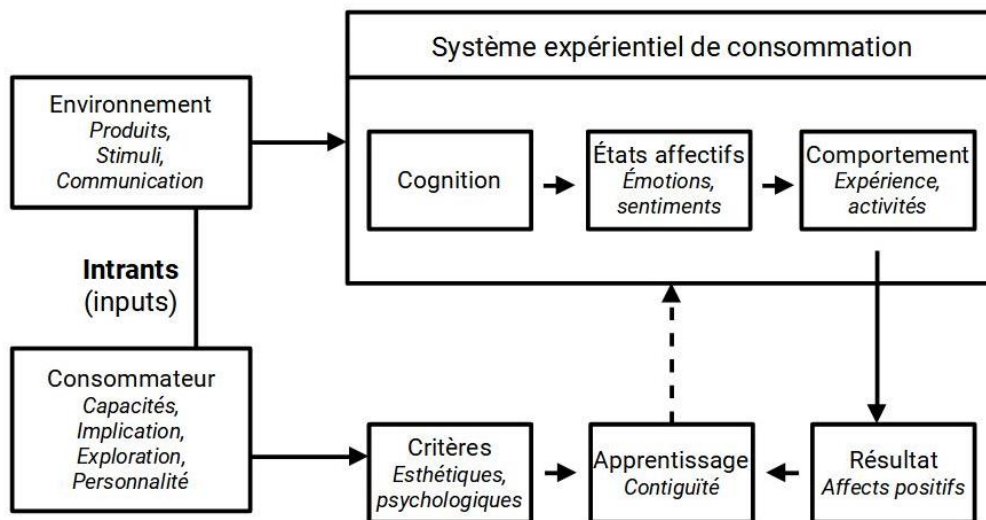 Système expérientiel de consommation
Environnement
Produits,
Stimuli,
Communication
Cognition
États affectifs
Émotions,
sentiments
Comportement
Expérience,
activités
Intrants
(inputs)
Consommateur
Capacités,
Implication,
Exploration,
Personnalité
Critères
Esthétiques,
psychologiques
Apprentissage
Contiguïté
Résultat
Affects positifs